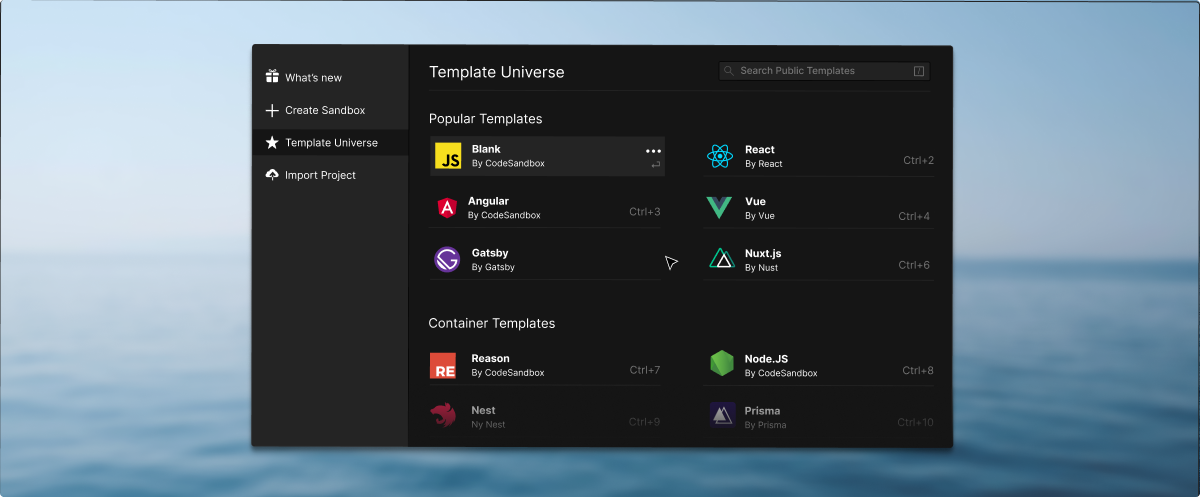 What's new
Create Sandbox
Template Universe
Import Project
Template Universe
Search Public Templates
/
Popular Templates
JS
Blank
By CodeSandbox
React
By React
Ctrl+2
A
Angular
By CodeSandbox
Ctrl+3
Vue
By Vue
Ctrl+4
Gatsby
By Gatsby
Nuxt.js
By Nust
Ctrl+6
Container Templates
RE
Reason
By CodeSandbox
Ctrl+7
Node.JS
By CodeSandbox
Ctrl+8
Nest
Ny Nest
Ctrl+9
Prisma
By Prisma
Ctrl+10